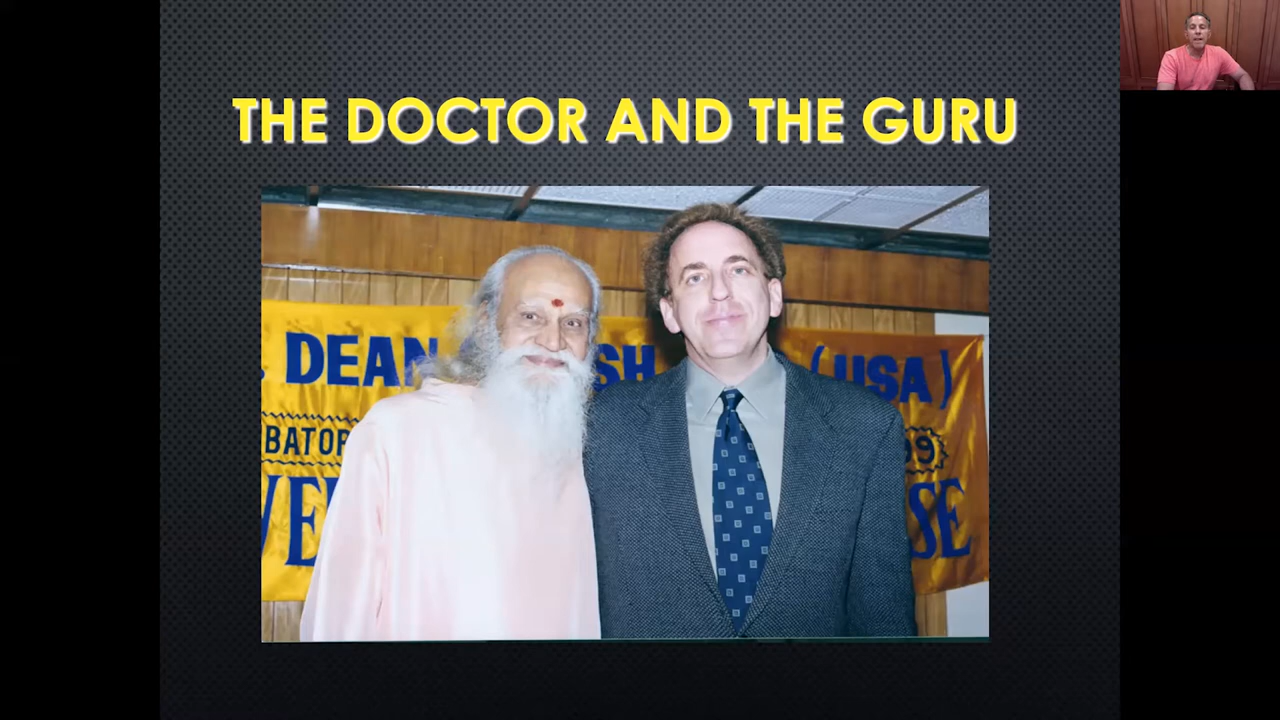 THE DOCTOR AND THE GURU
DEAN SH (USA)
BATOR 99
VE SE